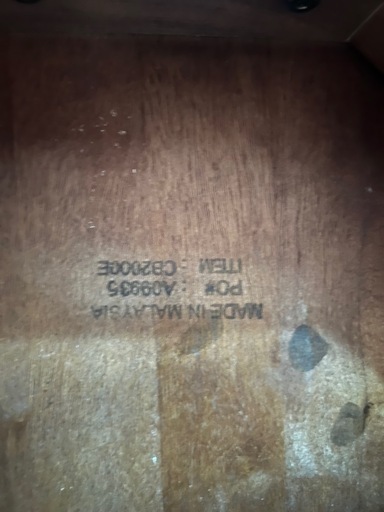 MADE IN MALAYSIA
PO# : A09935
ITEM : CB2000E